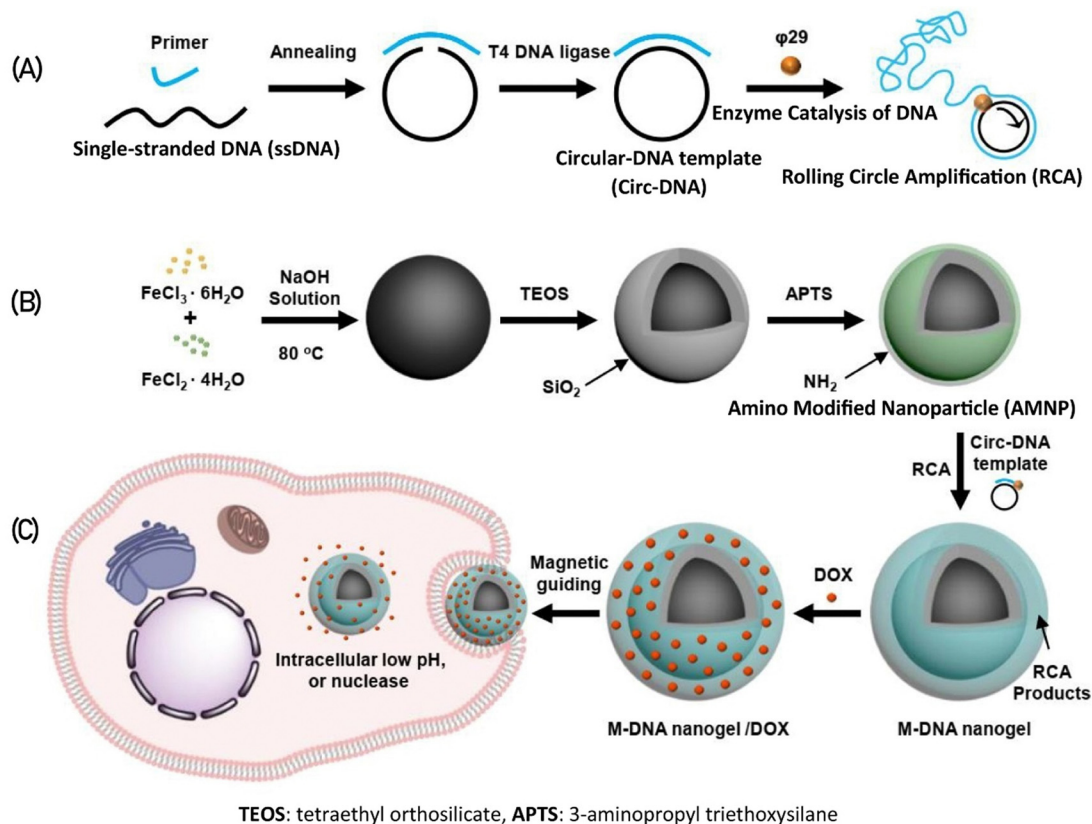 (A)
Primer
Single-stranded DNA (ssDNA)
Annealing
T4 DNA ligase
Circular-DNA template
(Circ-DNA)
φ29
Enzyme Catalysis of DNA
Rolling Circle Amplification (RCA)
(B)
FeCl₃ · 6H₂O
+
FeCl₂ · 4H₂O
NaOH
Solution
80 °C
TEOS
SiO₂
APTS
NH₂
Amino Modified Nanoparticle (AMNP)
RCA
Circ-DNA
template
(C)
Intracellular low pH,
or nuclease
Magnetic
guiding
M-DNA nanogel /DOX
DOX
RCA
Products
M-DNA nanogel
TEOS: tetraethyl orthosilicate, APTS: 3-aminopropyl triethoxysilane